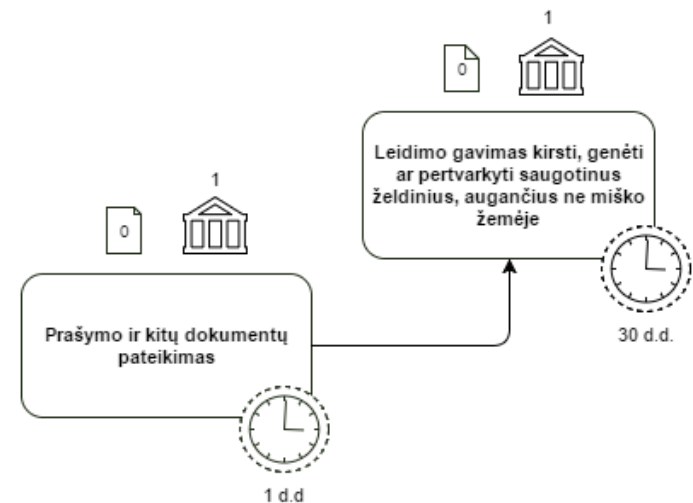 1
0
Leidimo gavimas kirsti, genėti
ar pertvarkyti saugotinus
želdinius, augančius ne miško
žemėje
30 d.d.
1
0
Prašymo ir kitų dokumentų
pateikimas
1 d.d